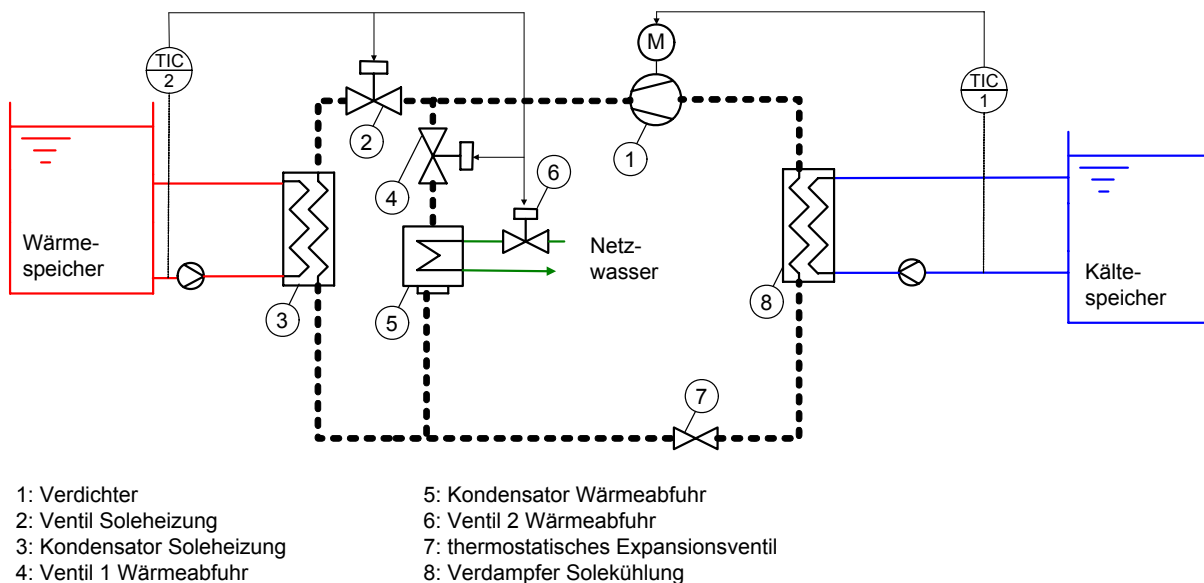 TIC
2
M
TIC
1
2
1
4
6
Wärme-
speicher
Netz-
wasser
Kälte-
speicher
3
5
8
7
1: Verdichter
2: Ventil Soleheizung
3: Kondensator Soleheizung
4: Ventil 1 Wärmeabfuhr
5: Kondensator Wärmeabfuhr
6: Ventil 2 Wärmeabfuhr
7: thermostatisches Expansionsventil
8: Verdampfer Solekühlung